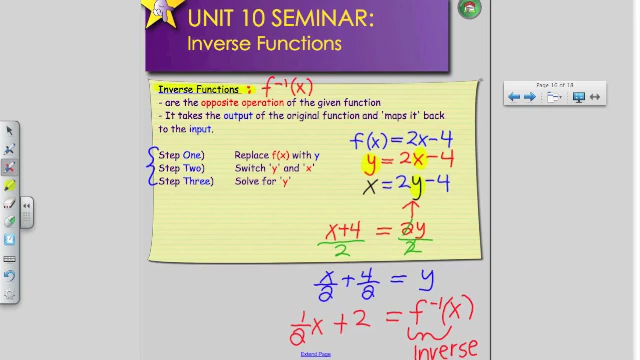 UNIT 10 SEMINAR:
Inverse Functions
Page 16 of 18
Inverse Functions : f⁻¹(x)
- are the opposite operation of the given function
- It takes the output of the original function and 'maps it' back
to the input.
f(x) = 2x - 4
Step One) Replace f(x) with y
y = 2x - 4
Step Two) Switch 'y' and 'x'
Step Three) Solve for 'y'
x = 2y - 4
x+4/2 = 2y/2
x/2 + 4/2 = y
1/2 x + 2 = f⁻¹(x)
inverse
Extend Page